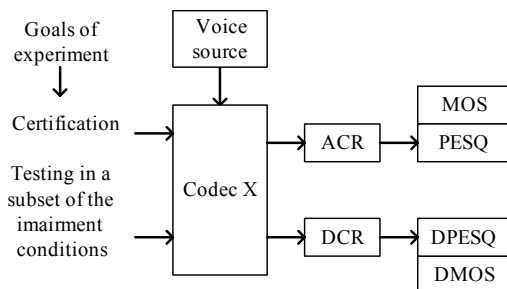 Goals of
experiment
Certification
Testing in a
subset of the
imairment
conditions
Voice
source
Codec X
ACR
DCR
MOS
PESQ
DPESQ
DMOS